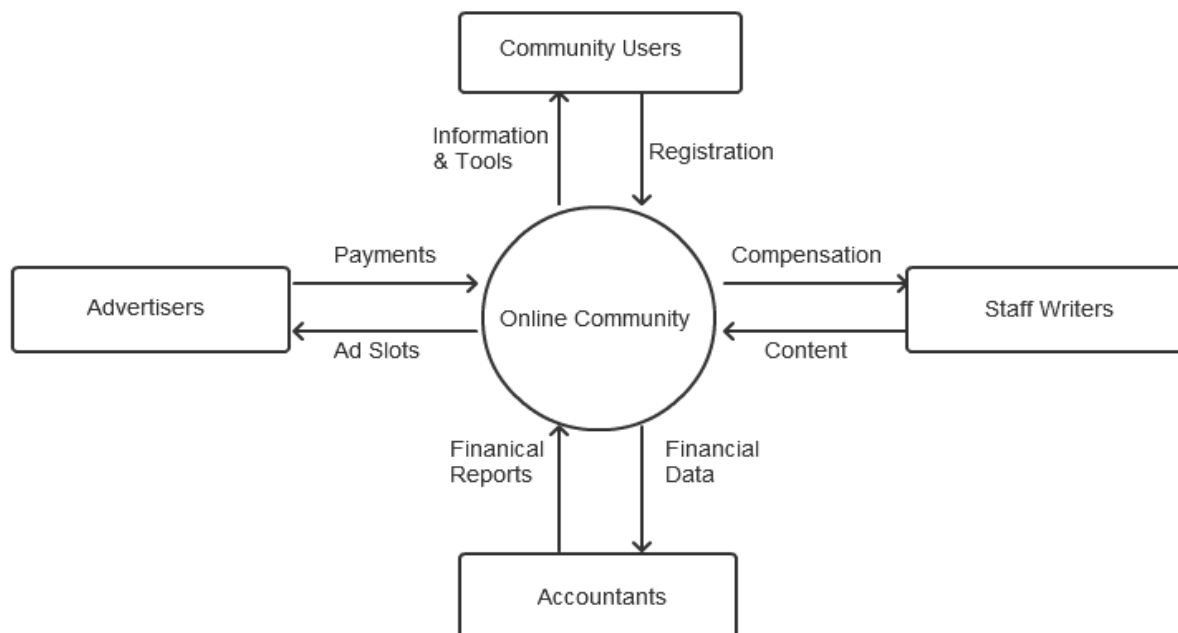 Community Users
Information
& Tools
Registration
Payments
Compensation
Advertisers
Online Community
Staff Writers
Ad Slots
Content
Finanical
Reports
Financial
Data
Accountants